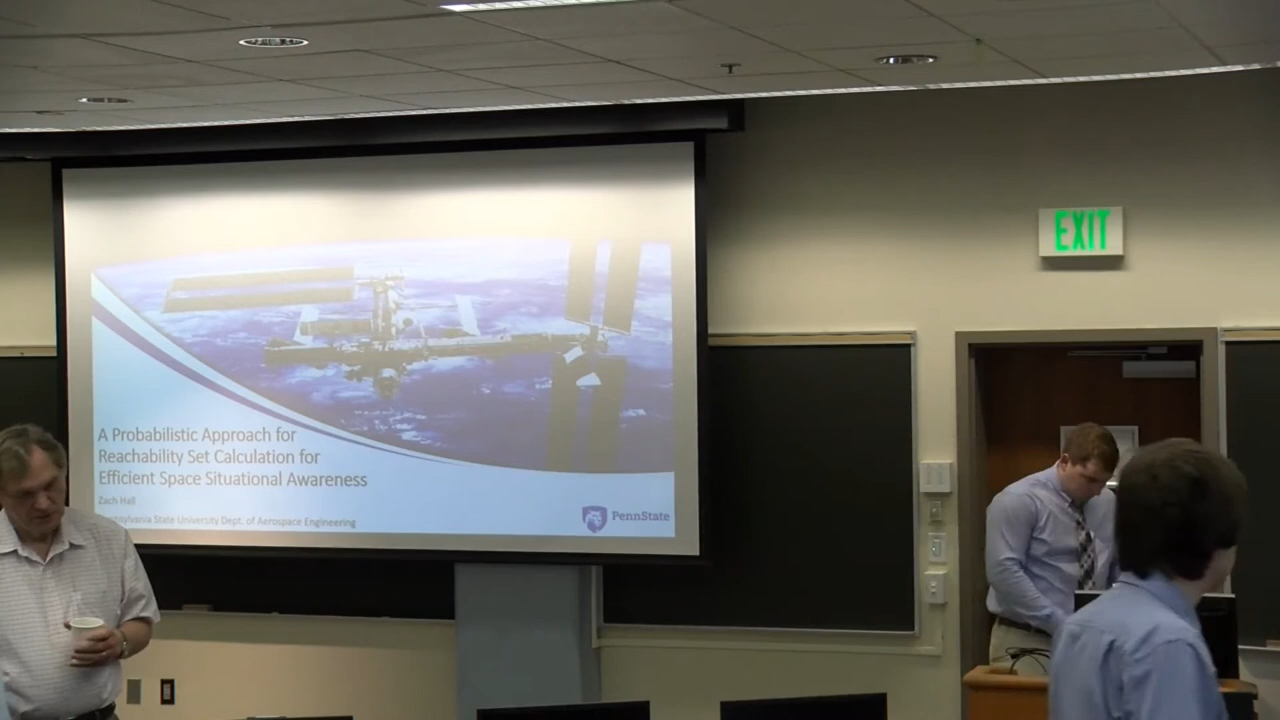 EXIT
A Probabilistic Approach for
Reachability Set Calculation for
Efficient Space Situational Awareness
Zach Hall
State University Dept. of Aerospace Engineering
PennState